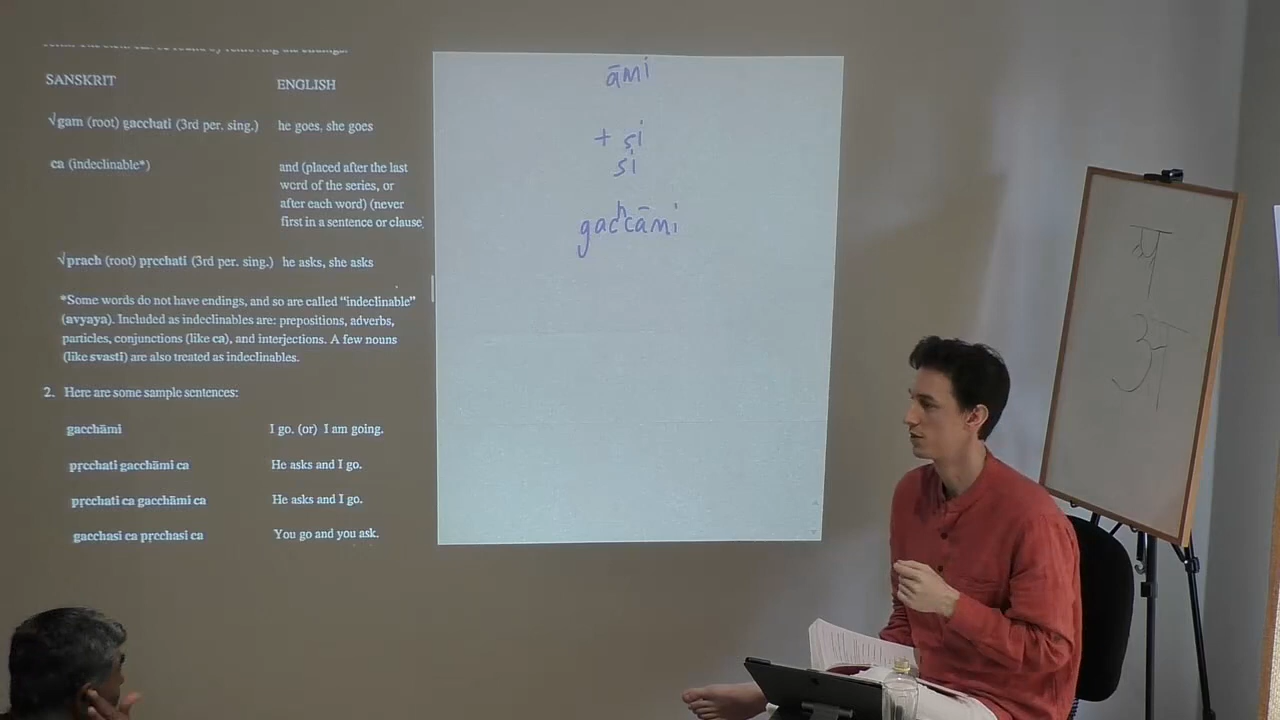 SANSKRIT ENGLISH
√gam (root) gacchati (3rd per. sing.) he goes, she goes
ca (indeclinable*) and (placed after the last
word of the series, or
after each word) (never
first in a sentence or clause
√prach (root) pṛcchati (3rd per. sing.) he asks, she asks
*Some words do not have endings, and so are called “indeclinable”
(avyaya). Included as indeclinables are: prepositions, adverbs,
particles, conjunctions (like ca), and interjections. A few nouns
(like svasti) are also treated as indeclinables.
2. Here are some sample sentences:
gacchāmi I go. (or) I am going.
pṛcchati gacchāmi ca He asks and I go.
pṛcchati ca gacchāmi ca He asks and I go.
gacchasi ca pṛcchasi ca You go and you ask.
āmi
+ ṣi
si
gachcāmi
अ